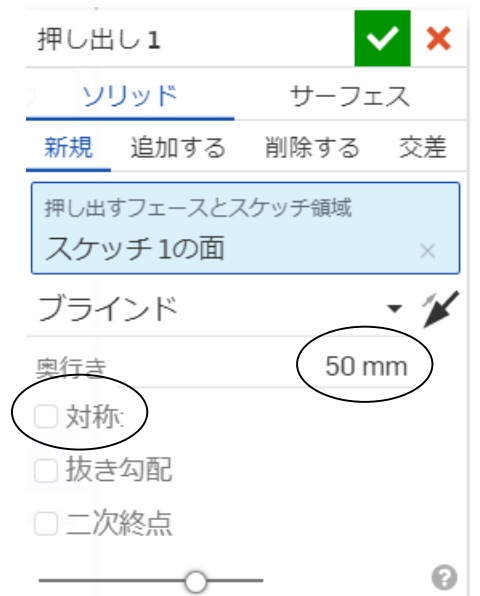 押し出し 1
ソリッド サーフェス
新規 追加する 削除する 交差
押し出すフェースとスケッチ領域
スケッチ 1の面
ブラインド
奥行き 50 mm
対称:
抜き勾配
二次終点
?